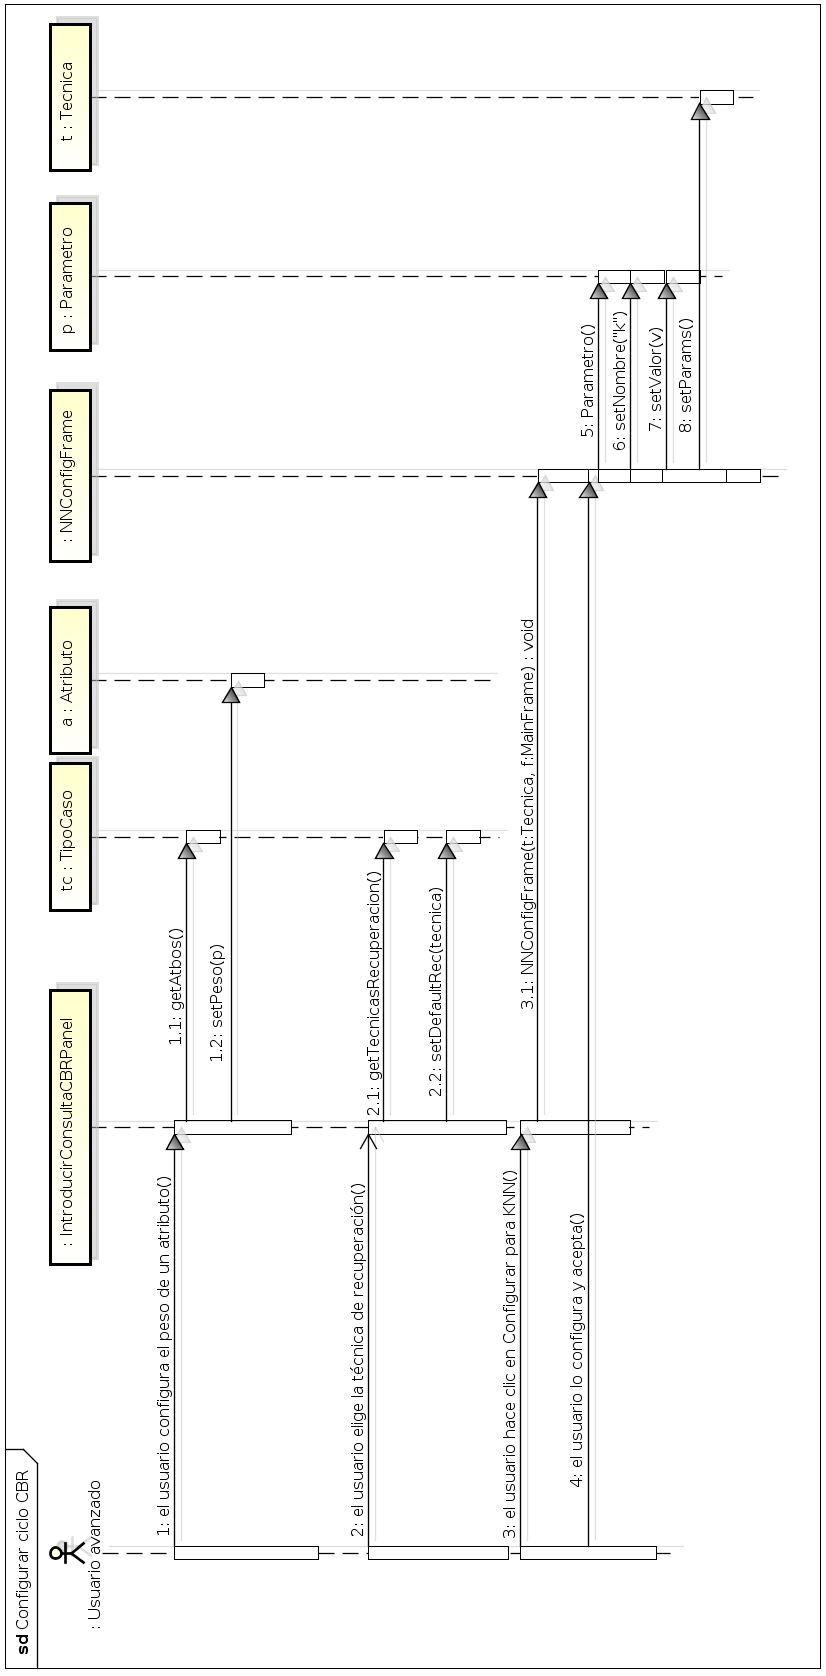 sd Configurar ciclo CBR
: Usuario avanzado
: IntroducirConsultaCBRPanel
tc : TipoCaso
a : Atributo
: NNConfigFrame
p : Parametro
t : Tecnica
1: el usuario configura el peso de un atributo()
1.1: getAtbos()
1.2: setPeso(p)
2: el usuario elige la técnica de recuperación()
2.1: getTecnicasRecuperacion()
2.2: setDefaultRec(tecnica)
3: el usuario hace clic en Configurar para KNN()
3.1: NNConfigFrame(t:Tecnica, f:MainFrame) : void
4: el usuario lo configura y acepta()
5: Parametro()
6: setNombre("k")
7: setValor(v)
8: setParams()